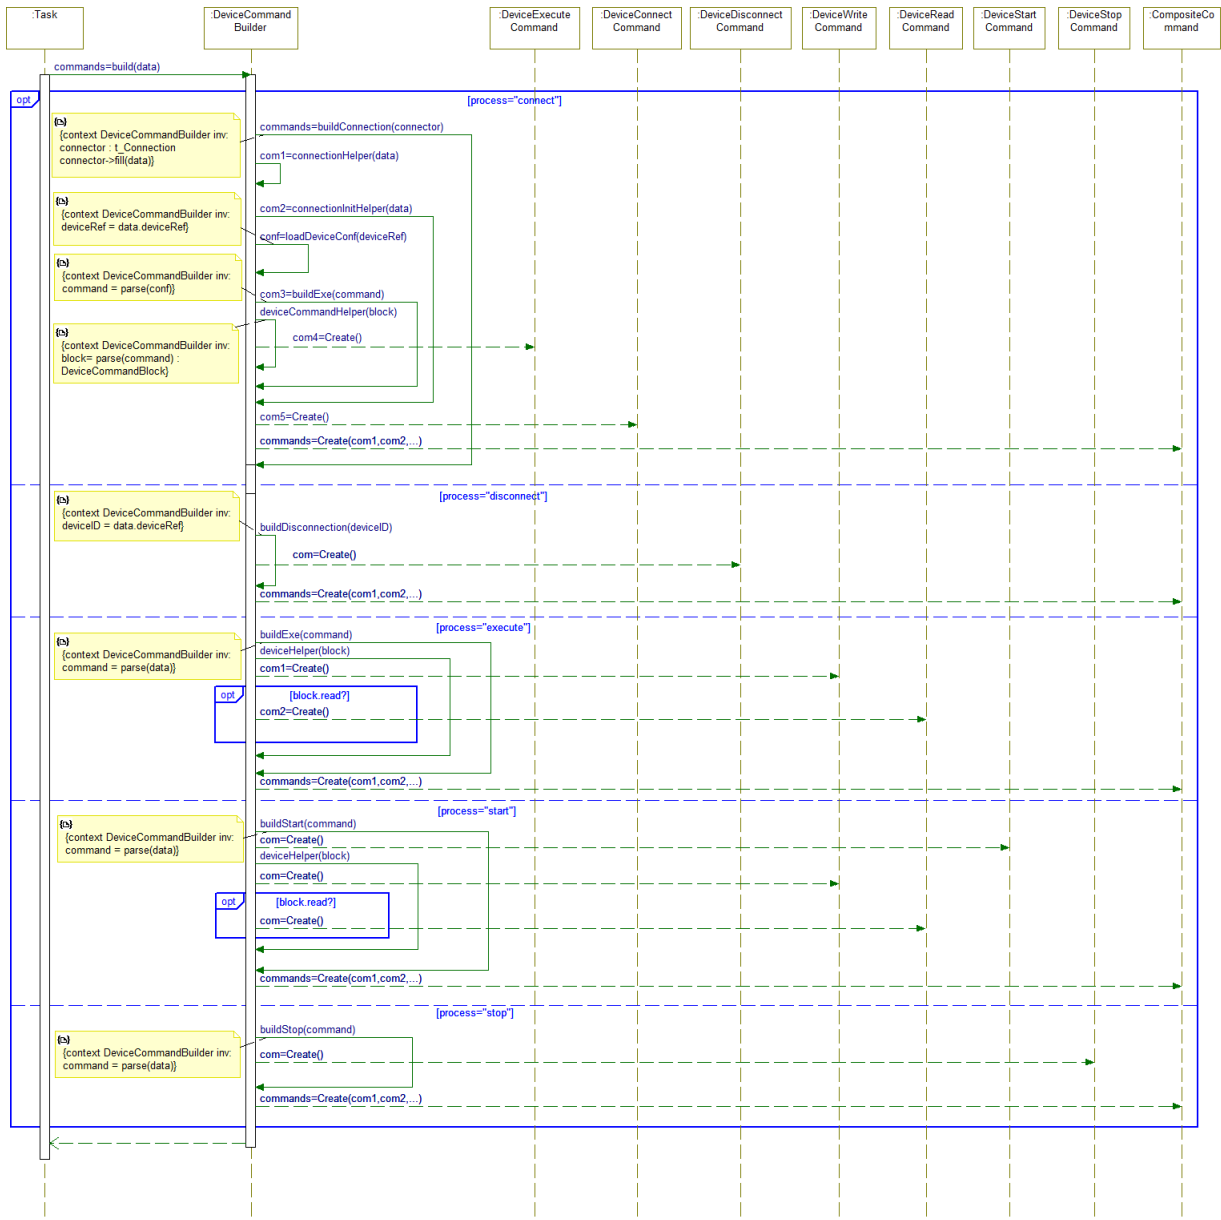 :Task
:DeviceCommand
Builder
:DeviceExecute
Command
:DeviceConnect
Command
:DeviceDisconnect
Command
:DeviceWrite
Command
:DeviceRead
Command
:DeviceStart
Command
:DeviceStop
Command
:CompositeCo
mmand
commands=build(data)
opt
[process="connect"]
{context DeviceCommandBuilder inv:
connector : t_Connection
connector->fill(data)}
commands=buildConnection(connector)
com1=connectionHelper(data)
{context DeviceCommandBuilder inv:
deviceRef = data.deviceRef}
com2=connectionInitHelper(data)
conf=loadDeviceConf(deviceRef)
{context DeviceCommandBuilder inv:
command = parse(conf)}
com3=buildExe(command)
deviceCommandHelper(block)
{context DeviceCommandBuilder inv:
block= parse(command) :
DeviceCommandBlock}
com4=Create()
com5=Create()
commands=Create(com1,com2,...)
[process="disconnect"]
{context DeviceCommandBuilder inv:
deviceID = data.deviceRef}
buildDisconnection(deviceID)
com=Create()
commands=Create(com1,com2,...)
[process="execute"]
{context DeviceCommandBuilder inv:
command = parse(data)}
buildExe(command)
deviceHelper(block)
com1=Create()
opt
[block.read?]
com2=Create()
commands=Create(com1,com2,...)
[process="start"]
{context DeviceCommandBuilder inv:
command = parse(data)}
buildStart(command)
com=Create()
deviceHelper(block)
com=Create()
opt
[block.read?]
com=Create()
commands=Create(com1,com2,...)
[process="stop"]
{context DeviceCommandBuilder inv:
command = parse(data)}
buildStop(command)
com=Create()
commands=Create(com1,com2,...)